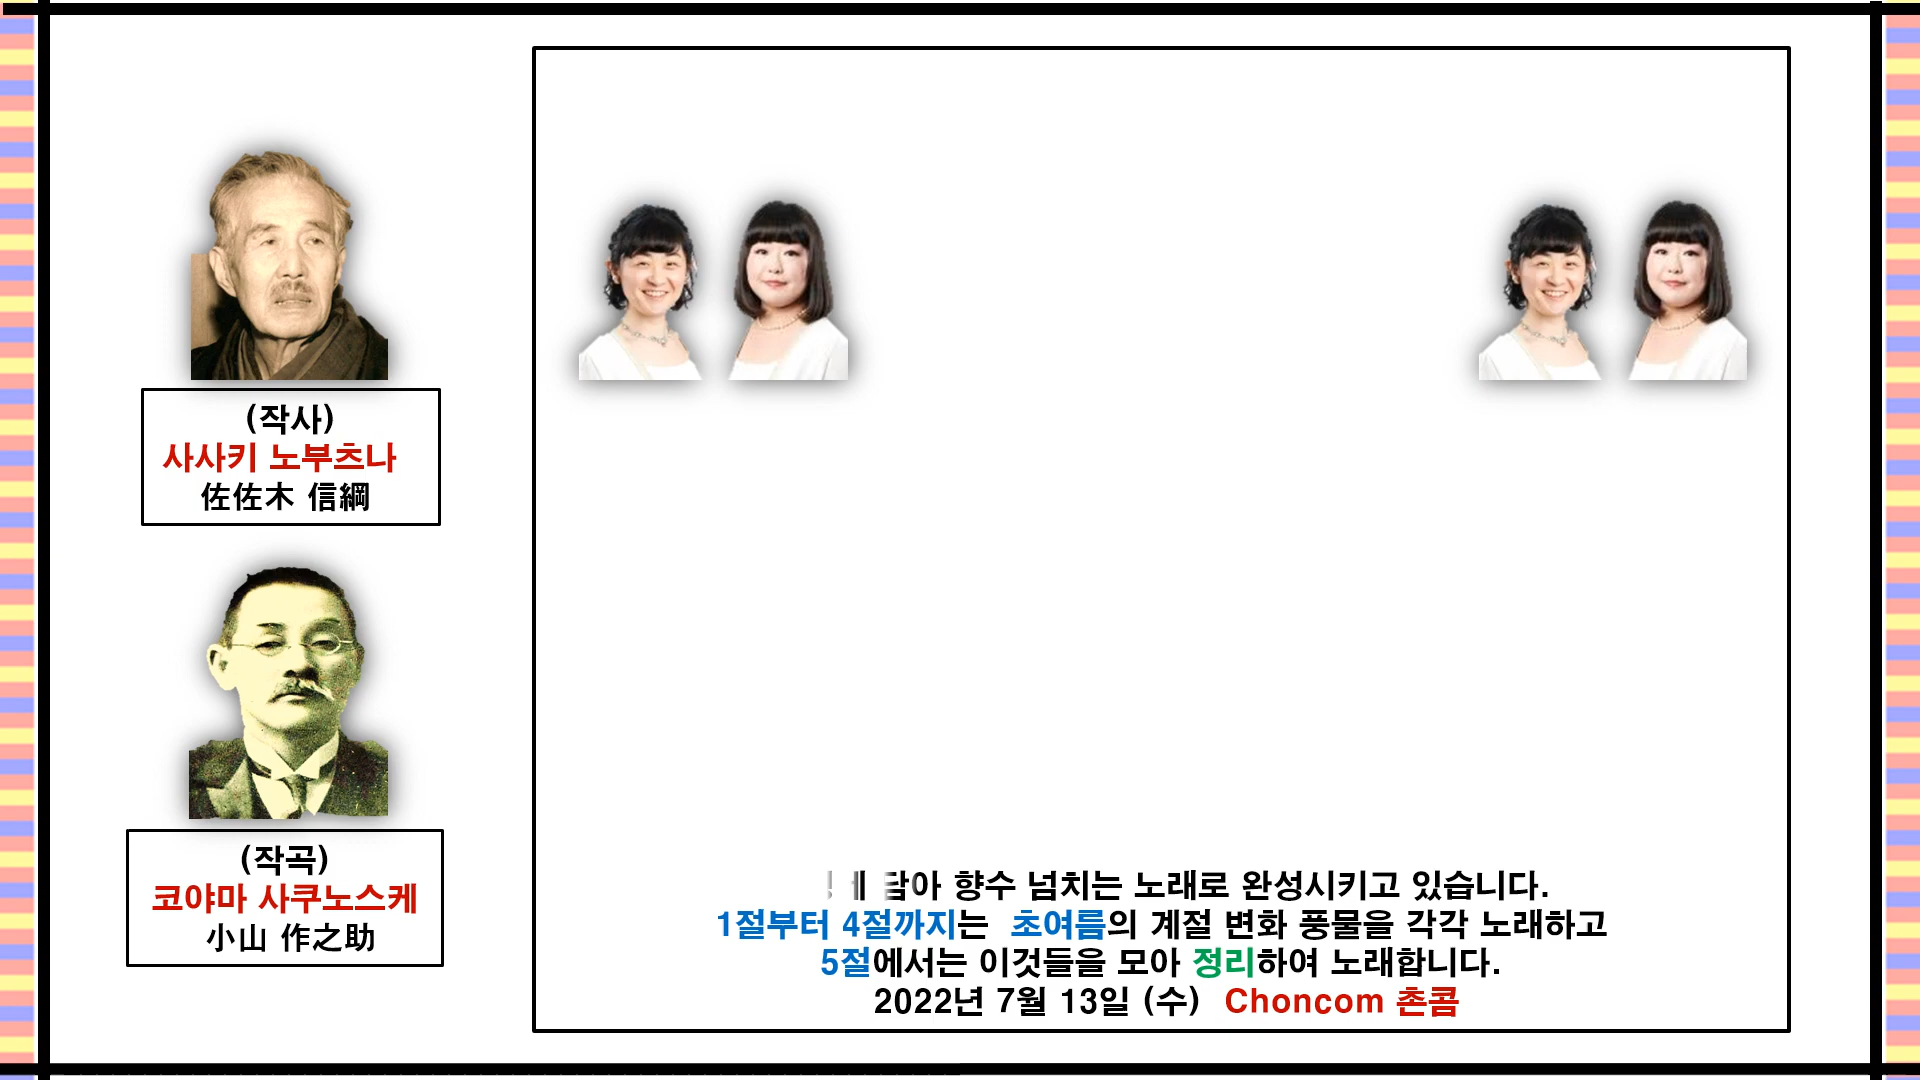 (작사)
사사키 노부츠나
佐佐木 信綱
(작곡)
코야마 사쿠노스케
小山 作之助
담아 향수 넘치는 노래로 완성시키고 있습니다.
1절부터 4절까지는 초여름의 계절 변화 풍물을 각각 노래하고
5절에서는 이것들을 모아 정리하여 노래합니다.
2022년 7월 13일 (수) Choncom 촌콤